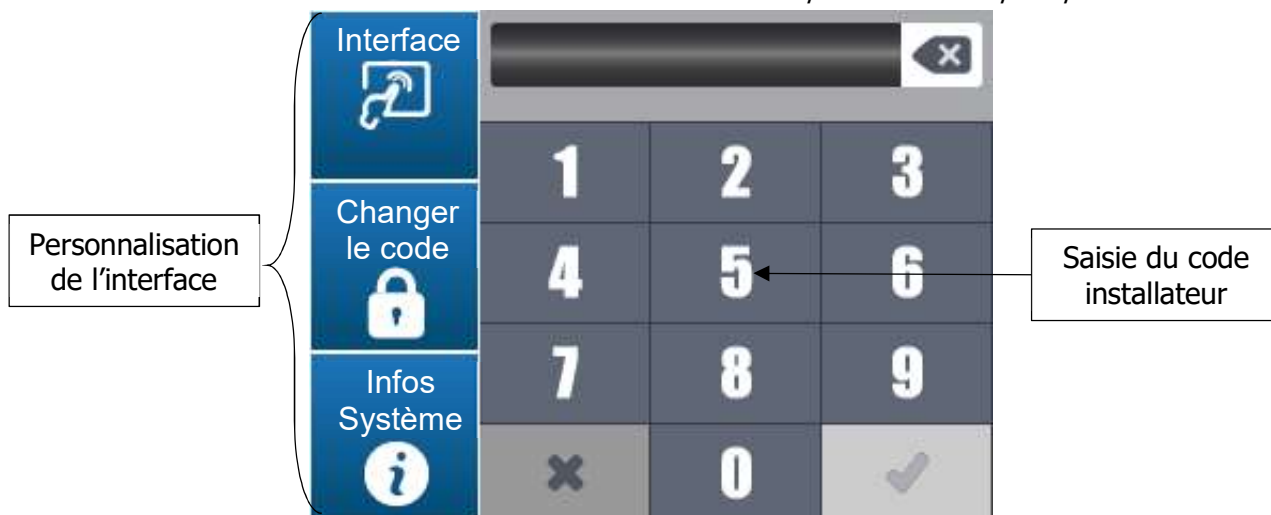 Interface
1 2 3
Changer
le code
Personnalisation
de l'interface
4 5 6
Saisie du code
installateur
7 8 9
Infos
Système
i
0